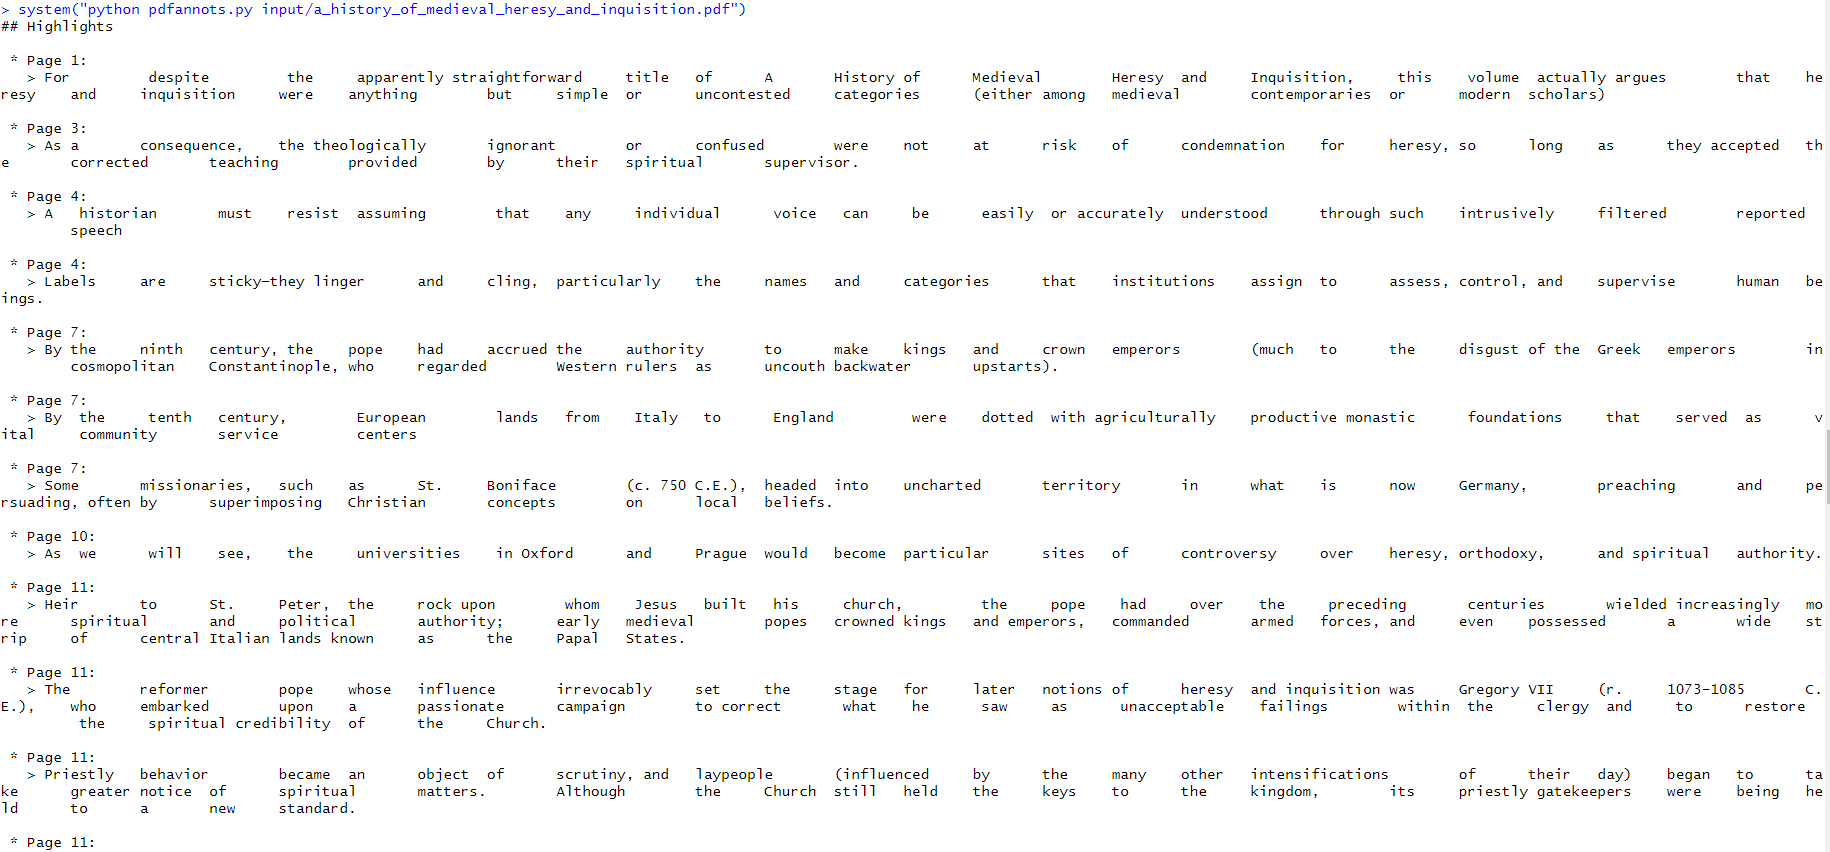 > system("python pdfannots.py input/a_history_of_medieval_heresy_and_inquisition.pdf")
## Highlights
* Page 1:
> For despite the apparently straightforward title of A History of Medieval Heresy and Inquisition, this volume actually argues that he
resy and inquisition were anything but simple or uncontested categories (either among medieval contemporaries or modern scholars)
* Page 3:
> As a consequence, the theologically ignorant or confused were not at risk of condemnation for heresy, so long as they accepted th
e corrected teaching provided by their spiritual supervisor.
* Page 4:
> A historian must resist assuming that any individual voice can be easily or accurately understood through such intrusively filtered reported
speech
* Page 4:
> Labels are sticky—they linger and cling, particularly the names and categories that institutions assign to assess, control, and supervise human be
ings.
* Page 7:
> By the ninth century, the pope had accrued the authority to make kings and crown emperors (much to the disgust of the Greek emperors in
cosmopolitan Constantinople, who regarded Western rulers as uncouth backwater upstarts).
* Page 7:
> By the tenth century, European lands from Italy to England were dotted with agriculturally productive monastic foundations that served as v
ital community service centers
* Page 7:
> Some missionaries, such as St. Boniface (c. 750 C.E.), headed into uncharted territory in what is now Germany, preaching and pe
rsuading, often by superimposing Christian concepts on local beliefs.
* Page 10:
> As we will see, the universities in Oxford and Prague would become particular sites of controversy over heresy, orthodoxy, and spiritual authority.
* Page 11:
> Heir to St. Peter, the rock upon whom Jesus built his church, the pope had over the preceding centuries wielded increasingly mo
re spiritual and political authority; early medieval popes crowned kings and emperors, commanded armed forces, and even possessed a wide st
rip of central Italian lands known as the Papal States.
* Page 11:
> The reformer pope whose influence irrevocably set the stage for later notions of heresy and inquisition was Gregory VII (r. 1073–1085 C.
E.), who embarked upon a passionate campaign to correct what he saw as unacceptable failings within the clergy and to restore
the spiritual credibility of the Church.
* Page 11:
> Priestly behavior became an object of scrutiny, and laypeople (influenced by the many other intensifications of their day) began to ta
ke greater notice of spiritual matters. Although the Church still held the keys to the kingdom, its priestly gatekeepers were being he
ld to a new standard.
* Page 11: